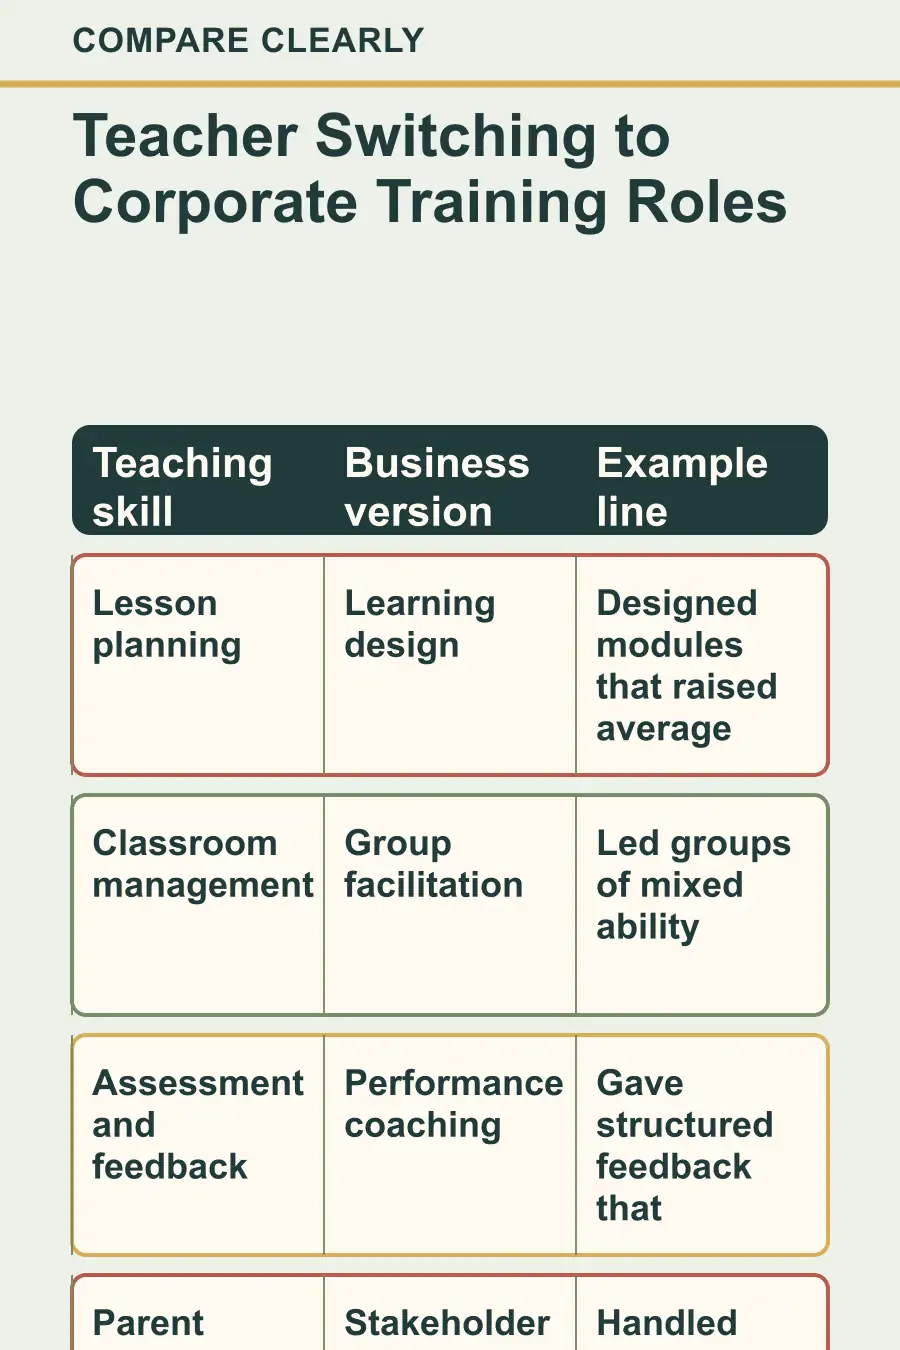 COMPARE CLEARLY
Teacher Switching to
Corporate Training Roles
Teaching
skill
Business
version
Example
line
Lesson
planning
Learning
design
Designed
modules
that raised
average
Classroom
management
Group
facilitation
Led groups
of mixed
ability
Assessment
and
feedback
Performance
coaching
Gave
structured
feedback
that
Parent
Stakeholder
Handled